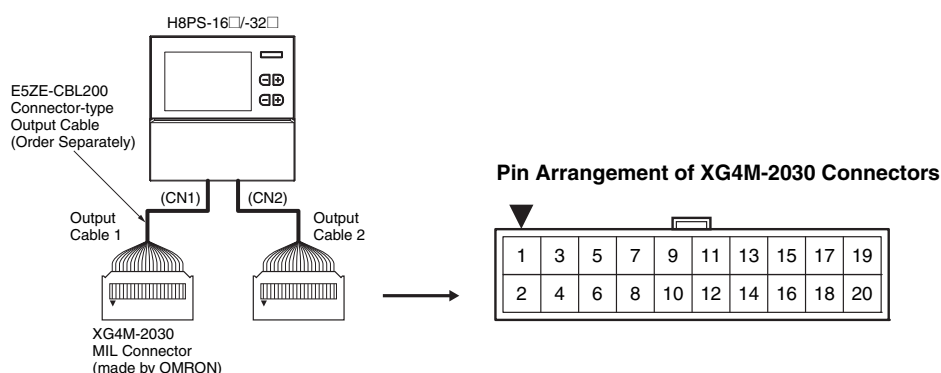 H8PS-16□/-32□
E5ZE-CBL200
Connector-type
Output Cable
(Order Separately)
(CN1)
(CN2)
Output
Cable 1
Output
Cable 2
XG4M-2030
MIL Connector
(made by OMRON)
Pin Arrangement of XG4M-2030 Connectors
1 3 5 7 9 11 13 15 17 19
2 4 6 8 10 12 14 16 18 20